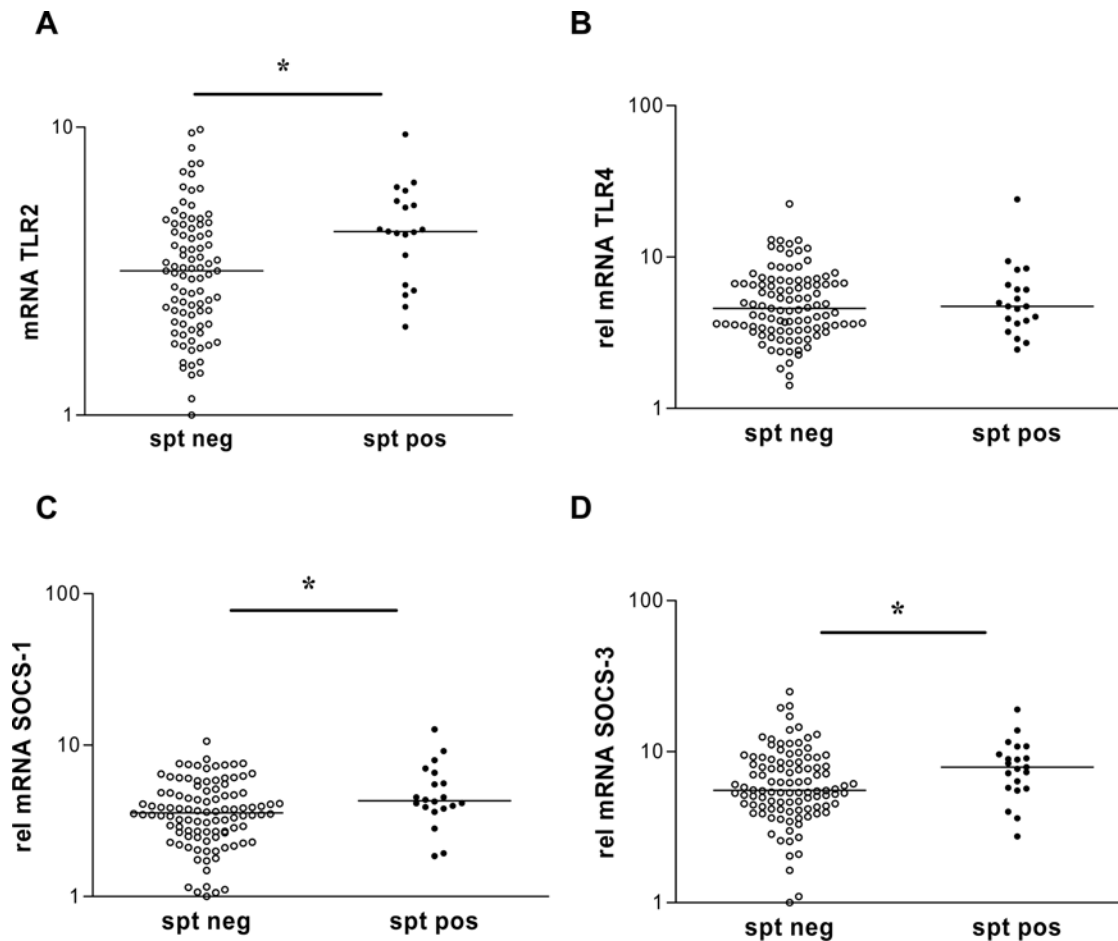 A
*
mRNA TLR2
10
1
spt neg spt pos
B
rel mRNA TLR4
100
10
1
spt neg spt pos
C
*
rel mRNA SOCS-1
100
10
1
spt neg spt pos
D
*
rel mRNA SOCS-3
100
10
1
spt neg spt pos